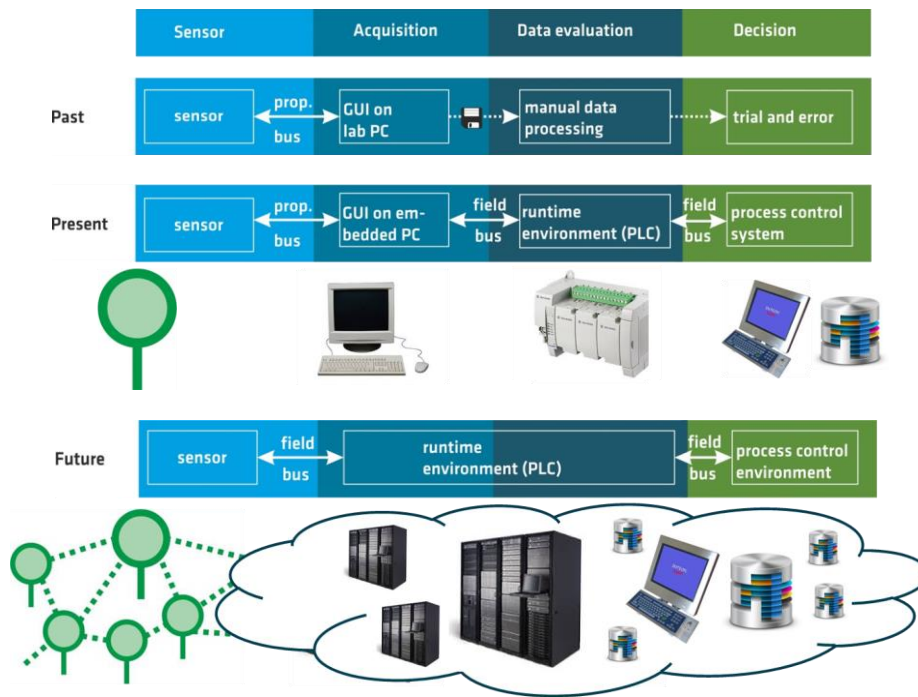 Sensor
Acquisition
Data evaluation
Decision
Past
sensor
prop.
bus
GUI on
lab PC
manual data
processing
trial and error
Present
sensor
prop.
bus
GUI on em-
bedded PC
field
bus
runtime
environment (PLC)
field
bus
process control
system
Future
sensor
field
bus
runtime
environment (PLC)
field
bus
process control
environment